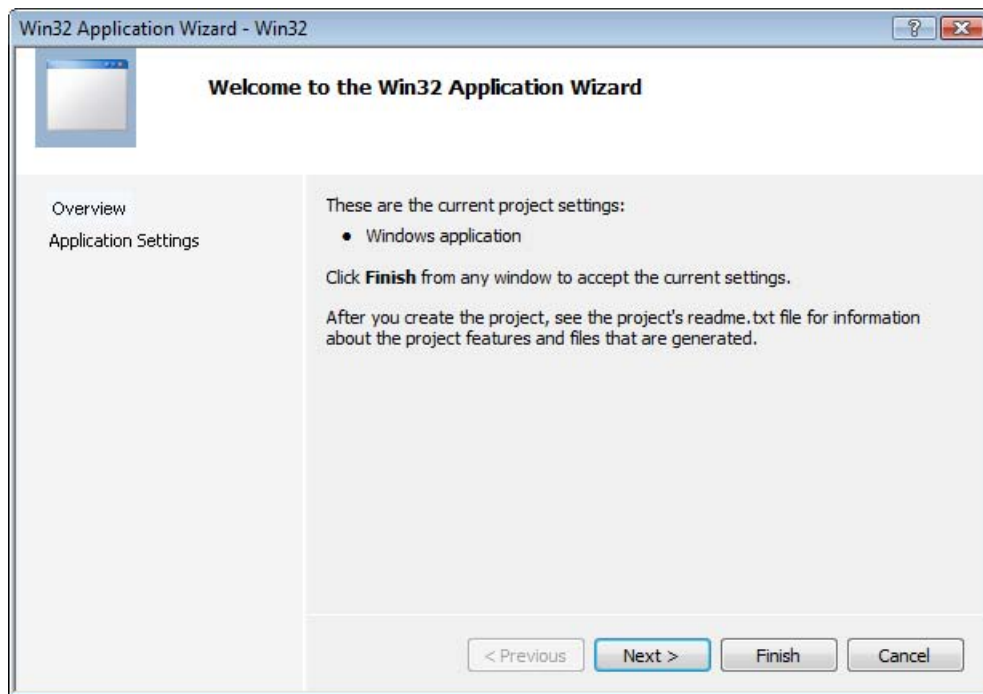 Win32 Application Wizard - Win32
Welcome to the Win32 Application Wizard
Overview
Application Settings
These are the current project settings:
• Windows application
Click Finish from any window to accept the current settings.
After you create the project, see the project's readme.txt file for information
about the project features and files that are generated.
< Previous
Next >
Finish
Cancel